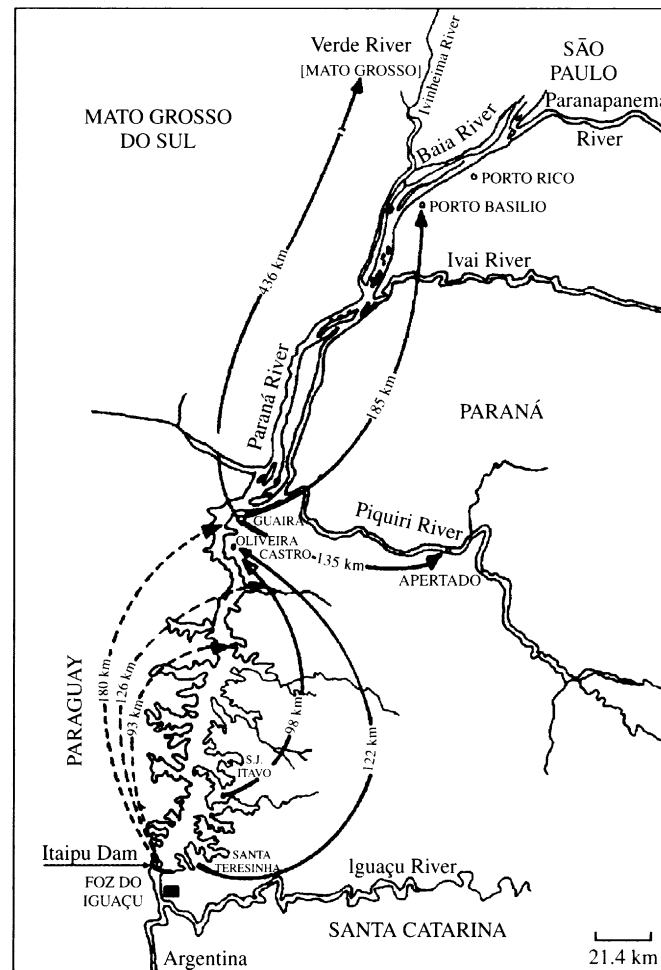 Verde River
[MATO GROSSO]
Ivinheima River
SÃO
PAULO
MATO GROSSO
DO SUL
Paranapanema
River
Baia River
PORTO RICO
PORTO BASILIO
Ivai River
436 km
Paraná River
185 km
PARANÁ
GUAIRA
Piquiri River
OLIVEIRA
CASTRO
135 km
APERTADO
PARAGUAY
180 km
126 km
93 km
98 km
122 km
S.J.
ITAVO
Itaipu Dam
SANTA
TERESINHA
Iguaçu River
FOZ DO
IGUAÇU
SANTA CATARINA
Argentina
21.4 km